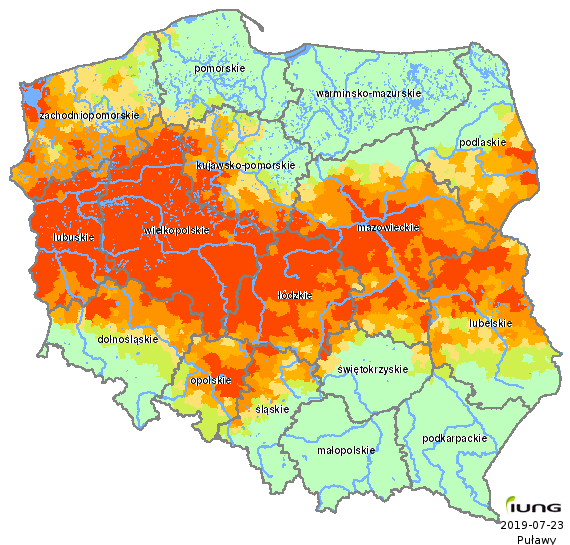 pomorskie
warmińsko-mazurskie
zachodniopomorskie
podlaskie
kujawsko-pomorskie
wielkopolskie
mazowieckie
lubuskie
łódzkie
lubelskie
dolnośląskie
świętokrzyskie
opolskie
śląskie
podkarpackie
małopolskie
IUNG
2019-07-23
Puławy